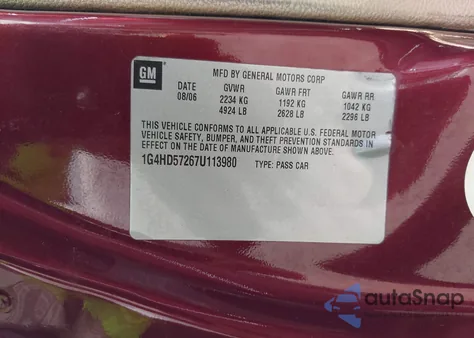 GM
MFD BY GENERAL MOTORS CORP
DATE GVWR GAWR FRT GAWR RR
08/06 2234 KG 1192 KG 1042 KG
4924 LB 2628 LB 2296 LB
THIS VEHICLE CONFORMS TO ALL APPLICABLE U.S. FEDERAL MOTOR
VEHICLE SAFETY, BUMPER, AND THEFT PREVENTION STANDARDS IN
EFFECT ON THE DATE OF MANUFACTURE SHOWN ABOVE.
1G4HD57267U113980 TYPE: PASS CAR
autoSnap